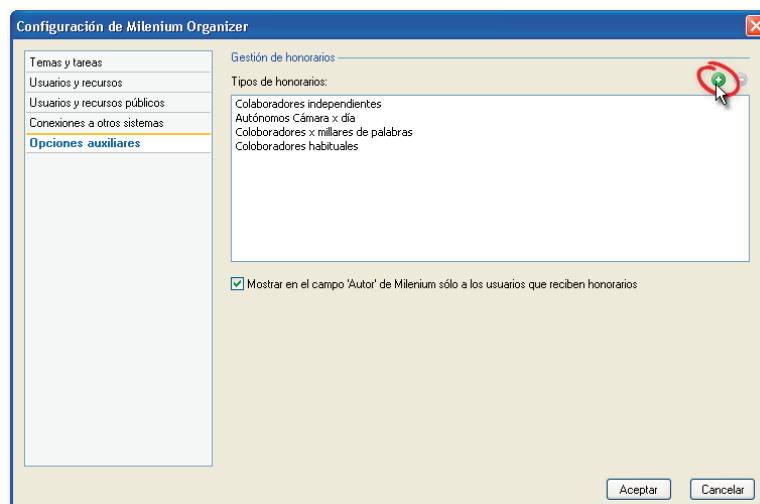 Configuración de Milenium Organizer
Temas y tareas
Usuarios y recursos
Usuarios y recursos públicos
Conexiones a otros sistemas
Opciones auxiliares
Gestión de honorarios
Tipos de honorarios:
Colaboradores independientes
Autónomos Cámara x día
Coloboradores x millares de palabras
Coloboradores habituales
Mostrar en el campo 'Autor' de Milenium sólo a los usuarios que reciben honorarios
Aceptar
Cancelar